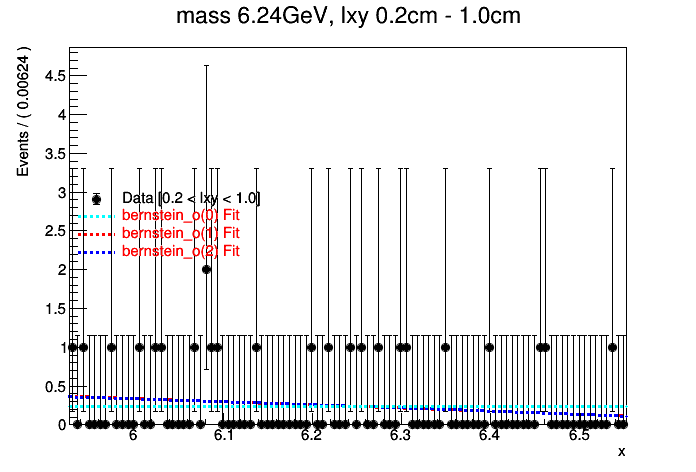 mass 6.24GeV, lxy 0.2cm - 1.0cm
Events / ( 0.00624 )
4.5
4
3.5
3
Data [0.2 < lxy < 1.0]
bernstein_o(0) Fit
bernstein_o(1) Fit
2.5
bernstein_o(2) Fit
2
1.5
1
0.5
0
6
6.1
6.2
6.3
6.4
6.5
x